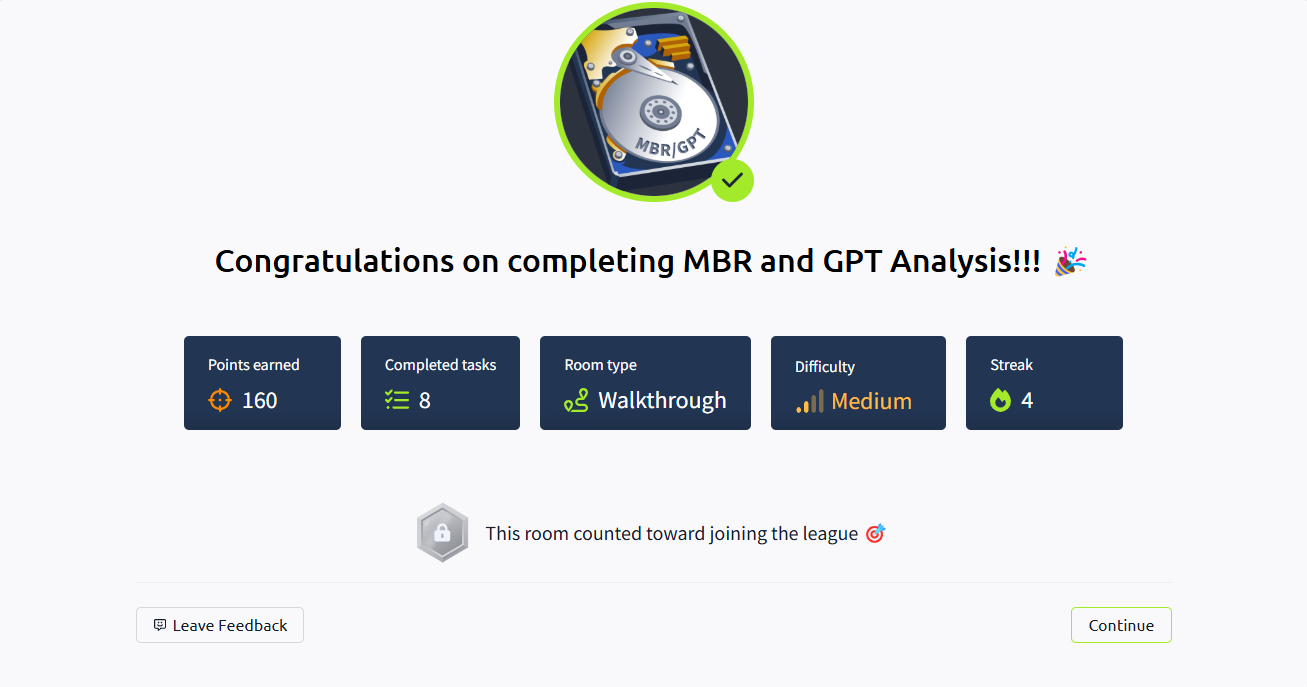 MBR/GPT
Congratulations on completing MBR and GPT Analysis!!! 🎉
Points earned
160
Completed tasks
8
Room type
Walkthrough
Difficulty
Medium
Streak
4
This room counted toward joining the league 🎯
Leave Feedback
Continue